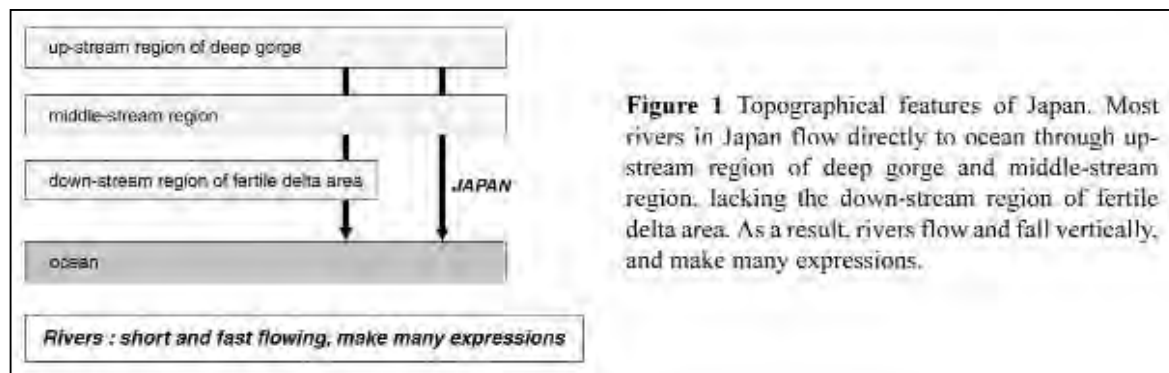 up-stream region of deep gorge
middle-stream region
down-stream region of fertile delta area
JAPAN
ocean
Rivers : short and fast flowing, make many expressions
Figure 1 Topographical features of Japan. Most
rivers in Japan flow directly to ocean through up-
stream region of deep gorge and middle-stream
region, lacking the down-stream region of fertile
delta area. As a result, rivers flow and fall vertically,
and make many expressions.